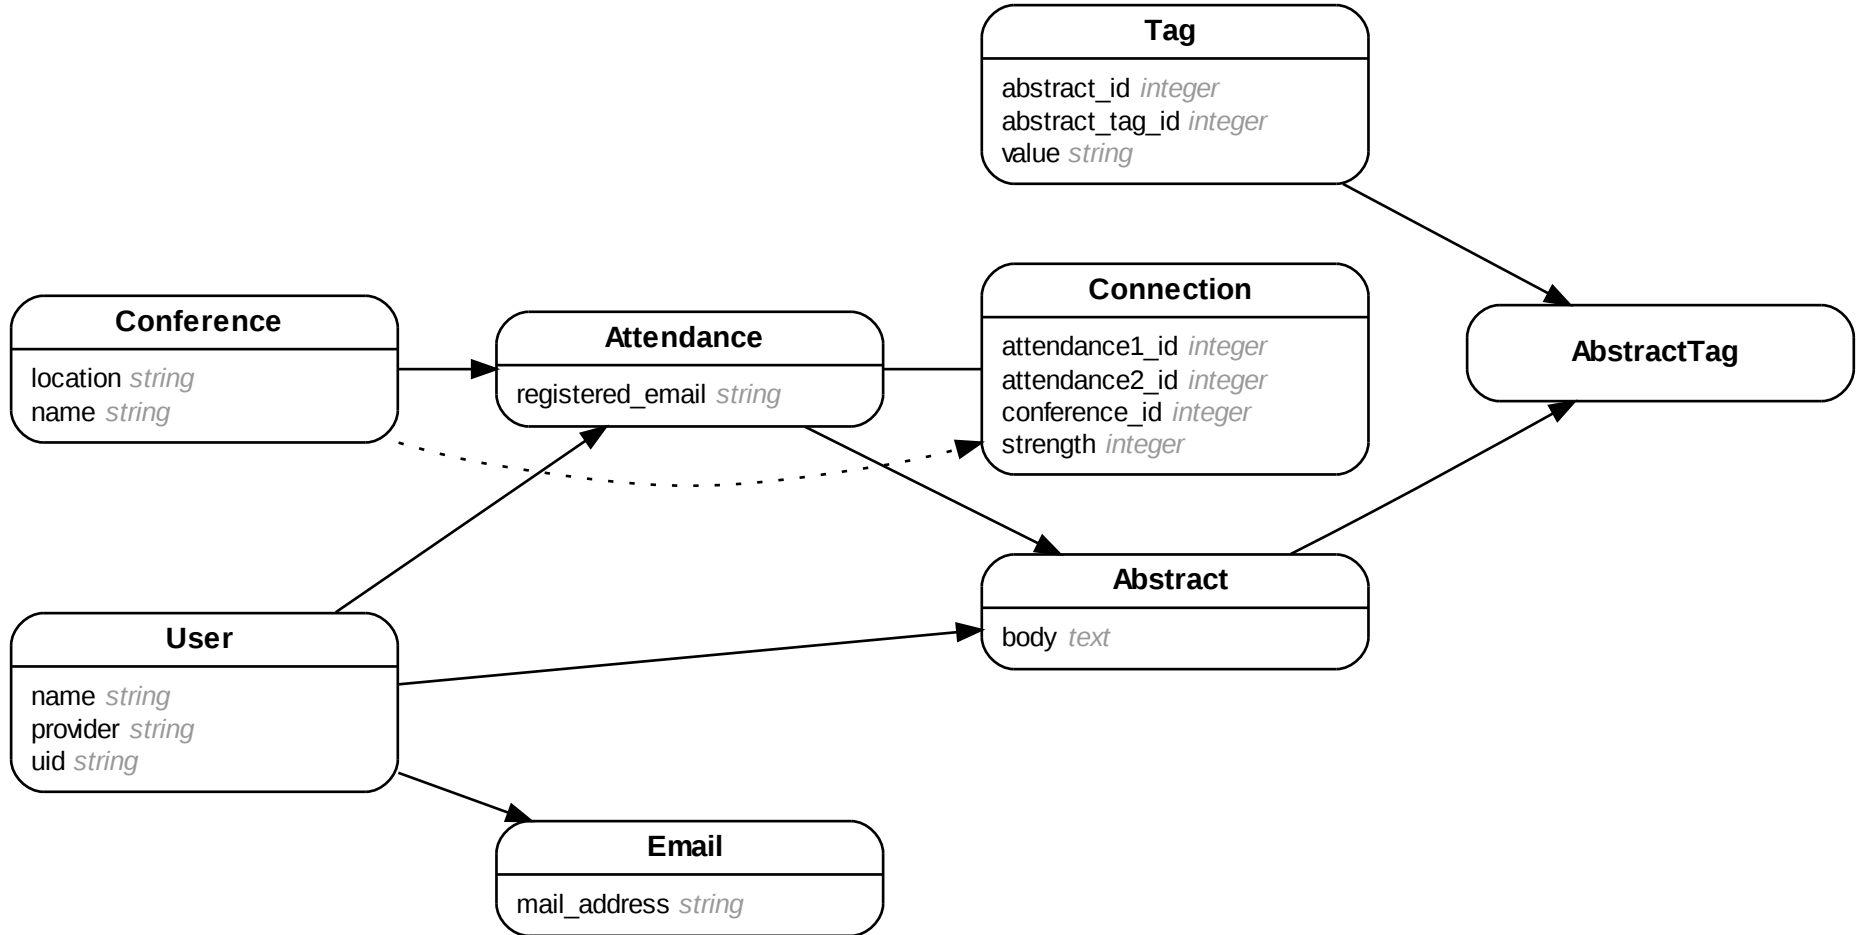 Tag
abstract_id integer
abstract_tag_id integer
value string
Conference
location string
name string
Attendance
registered_email string
Connection
attendance1_id integer
attendance2_id integer
conference_id integer
strength integer
AbstractTag
User
name string
provider string
uid string
Abstract
body text
Email
mail_address string